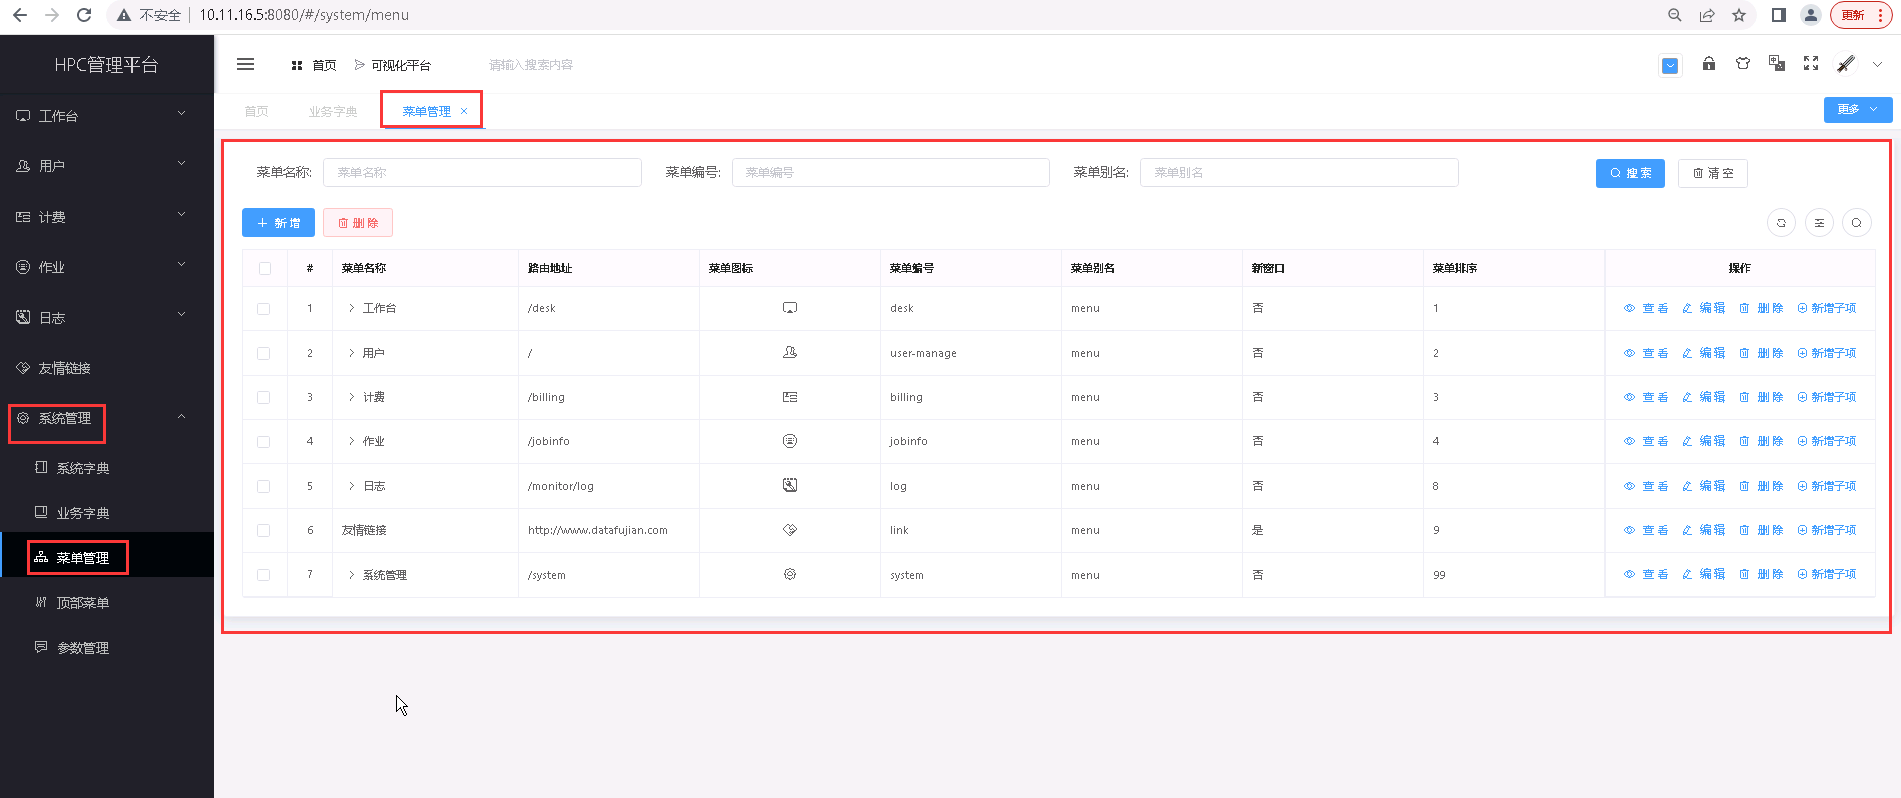 不安全 10.11.16.5:8080/#/system/menu 更新
HPC管理平台
首页 可视化平台 请输入搜索内容
首页 业务字典 菜单管理 × 更多
工作台
用户
计费
作业
日志
友情链接
系统管理
系统字典
业务字典
菜单管理
顶部菜单
参数管理
菜单名称: 菜单名称 菜单编号: 菜单编号 菜单别名: 菜单别名 搜索 清空
新增 删除
# 菜单名称 路由地址 菜单图标 菜单编号 菜单别名 新窗口 菜单排序 操作
1 工作台 /desk desk menu 否 1 查看 编辑 删除 新增子项
2 用户 / user-manage menu 否 2 查看 编辑 删除 新增子项
3 计费 /billing billing menu 否 3 查看 编辑 删除 新增子项
4 作业 /jobinfo jobinfo menu 否 4 查看 编辑 删除 新增子项
5 日志 /monitor/log log menu 否 8 查看 编辑 删除 新增子项
6 友情链接 http://www.datafujian.com link menu 是 9 查看 编辑 删除 新增子项
7 系统管理 /system system menu 否 99 查看 编辑 删除 新增子项